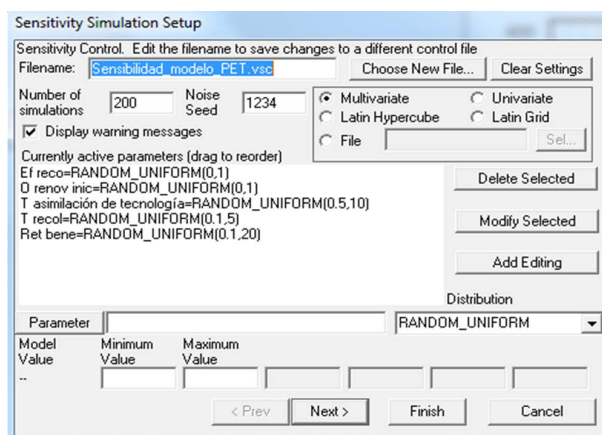 Sensitivity Simulation Setup
Sensitivity Control. Edit the filename to save changes to a different control file
Filename: Sensibilidad_modelo_PET.vsc Choose New File... Clear Settings
Number of simulations 200 Noise Seed 1234
Multivariate Univariate
Latin Hypercube Latin Grid
File Sel...
Display warning messages
Currently active parameters (drag to reorder)
Ef reco=RANDOM_UNIFORM(0,1)
O renov inic=RANDOM_UNIFORM(0,1)
T asimilación de tecnología=RANDOM_UNIFORM(0.5,10)
T recol=RANDOM_UNIFORM(0.1,5)
Ret bene=RANDOM_UNIFORM(0.1,20)
Delete Selected
Modify Selected
Add Editing
Distribution
Parameter RANDOM_UNIFORM
Model Value Minimum Value Maximum Value
--
< Prev Next > Finish Cancel